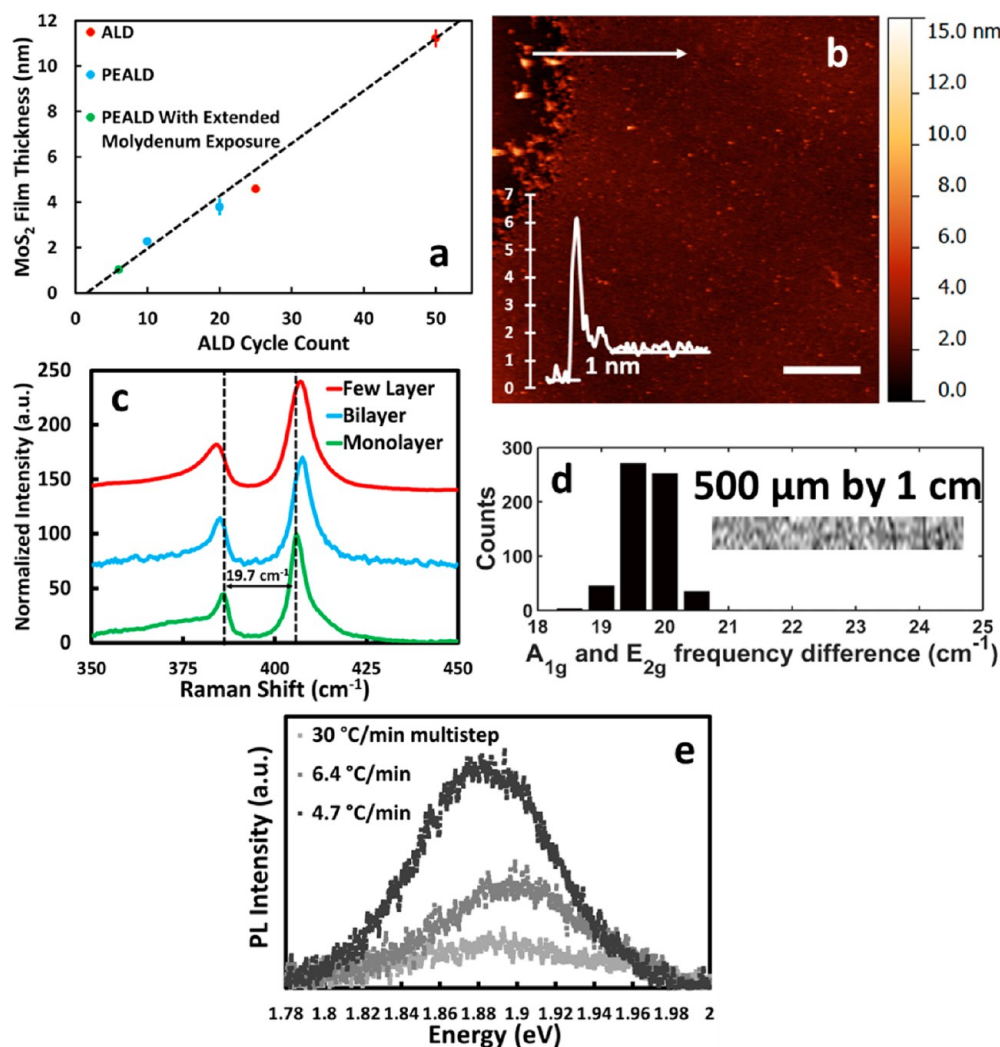 MoS2 Film Thickness (nm)
12
10
8
6
4
2
0
ALD
PEALD
PEALD With Extended
Molydenum Exposure
a
0 10 20 30 40 50
ALD Cycle Count
b
7
6
5
4
3
2
1
0
1 nm
15.0 nm
12.0
10.0
8.0
6.0
4.0
2.0
0.0
Normalized Intensity (a.u.)
250
200
150
100
50
0
c
Few Layer
Bilayer
Monolayer
19.7 cm-1
350 375 400 425 450
Raman Shift (cm-1)
Counts
300
200
100
0
d
500 µm by 1 cm
18 19 20 21 22 23 24 25
A1g and E2g frequency difference (cm-1)
PL Intensity (a.u.)
30 °C/min multistep
6.4 °C/min
4.7 °C/min
e
1.78 1.8 1.82 1.84 1.86 1.88 1.9 1.92 1.94 1.96 1.98 2
Energy (eV)